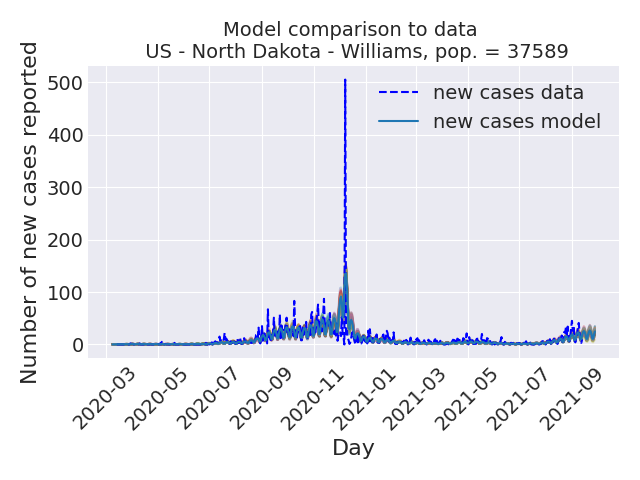 Model comparison to data
US - North Dakota - Williams, pop. = 37589
Number of new cases reported
500
400
300
200
100
0
new cases data
new cases model
2020-03
2020-05
2020-07
2020-09
2020-11
2021-01
2021-03
2021-05
2021-07
2021-09
Day